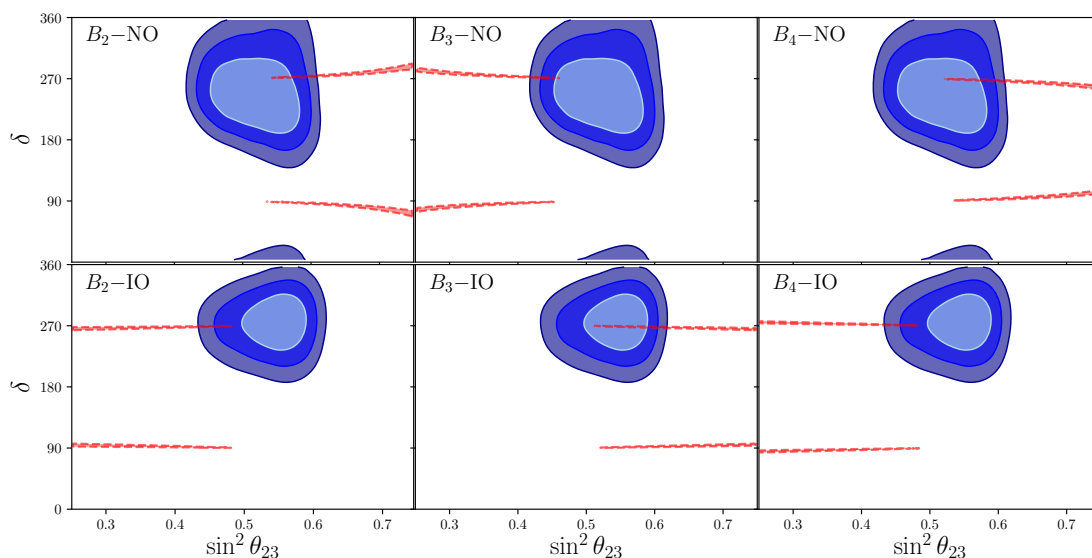 B₂−NO B₃−NO B₄−NO
360
270
180
90
δ
B₂−IO B₃−IO B₄−IO
360
270
180
90
0
δ
0.3 0.4 0.5 0.6 0.7 0.3 0.4 0.5 0.6 0.7 0.3 0.4 0.5 0.6 0.7
sin² θ₂₃ sin² θ₂₃ sin² θ₂₃